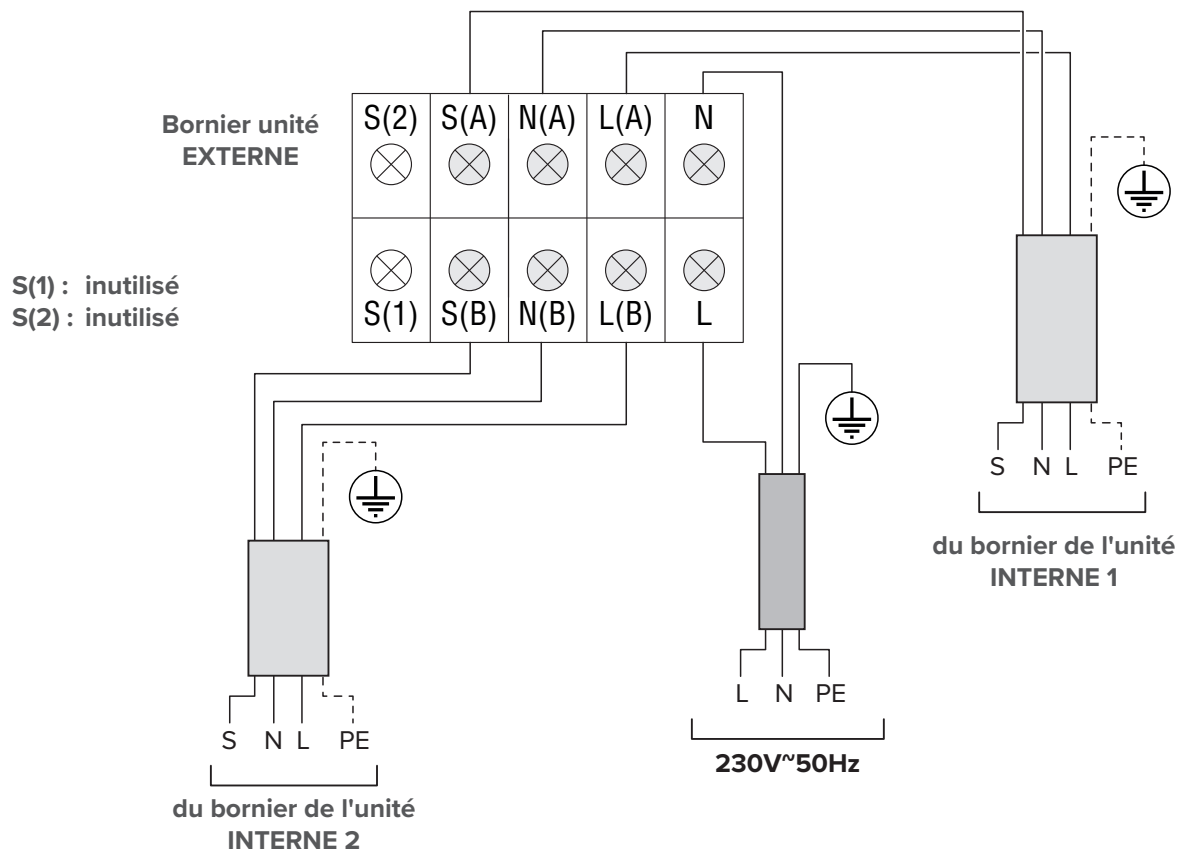 Bornier unité
EXTERNE
S(2) S(A) N(A) L(A) N
S(1) S(B) N(B) L(B) L
S(1) : inutilisé
S(2) : inutilisé
S N L PE
du bornier de l'unité
INTERNE 1
L N PE
230V~50Hz
S N L PE
du bornier de l'unité
INTERNE 2